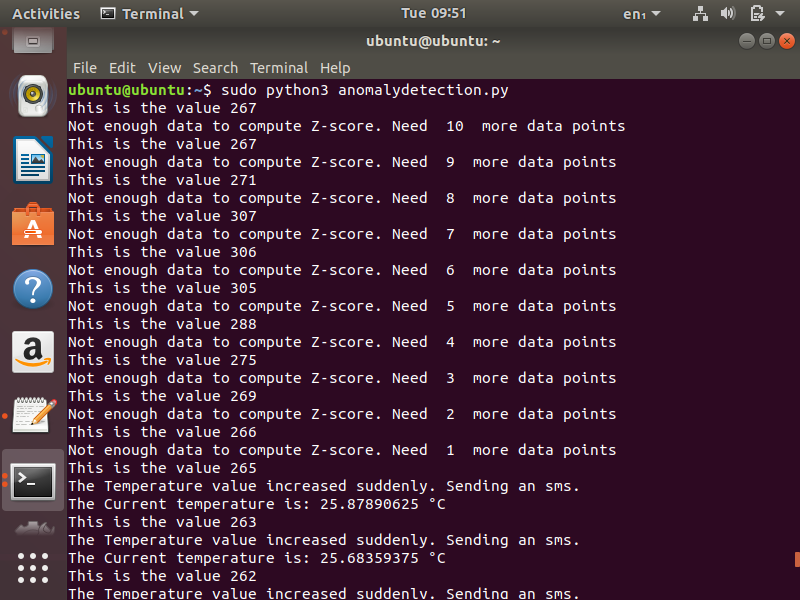 Activities Terminal Tue 09:51 en₁
ubuntu@ubuntu: ~
File Edit View Search Terminal Help
ubuntu@ubuntu:~$ sudo python3 anomalydetection.py
This is the value 267
Not enough data to compute Z-score. Need  10  more data points
This is the value 267
Not enough data to compute Z-score. Need  9  more data points
This is the value 271
Not enough data to compute Z-score. Need  8  more data points
This is the value 307
Not enough data to compute Z-score. Need  7  more data points
This is the value 306
Not enough data to compute Z-score. Need  6  more data points
This is the value 305
Not enough data to compute Z-score. Need  5  more data points
This is the value 288
Not enough data to compute Z-score. Need  4  more data points
This is the value 275
Not enough data to compute Z-score. Need  3  more data points
This is the value 269
Not enough data to compute Z-score. Need  2  more data points
This is the value 266
Not enough data to compute Z-score. Need  1  more data points
This is the value 265
The Temperature value increased suddenly. Sending an sms.
The Current temperature is: 25.87890625 °C
This is the value 263
The Temperature value increased suddenly. Sending an sms.
The Current temperature is: 25.68359375 °C
This is the value 262
The Temperature value increased suddenly. Sending an sms.